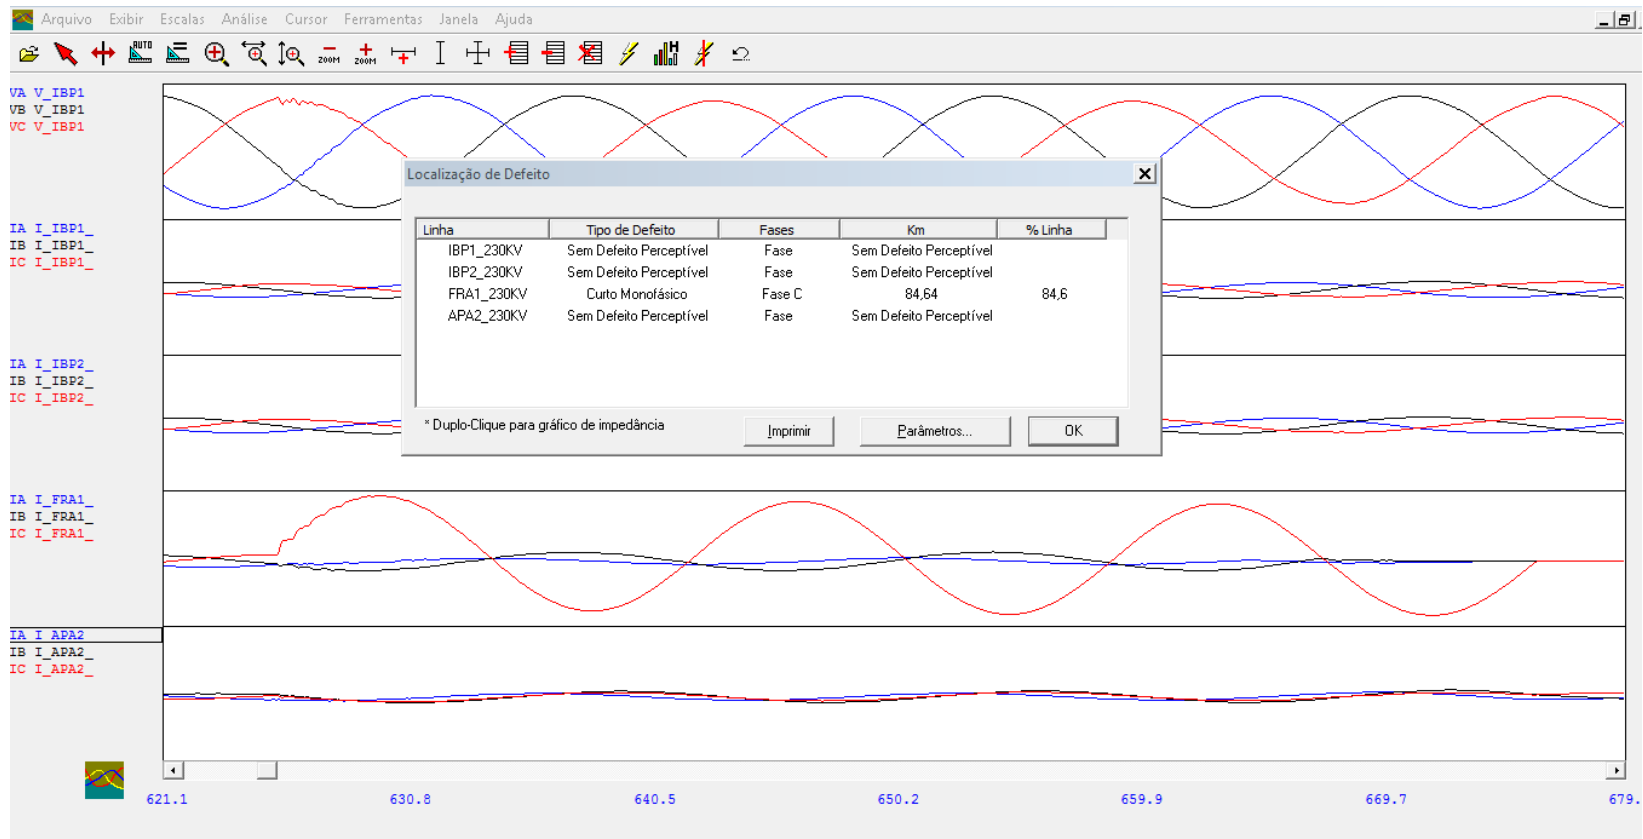 Arquivo Exibir Escalas Análise Cursor Ferramentas Janela Ajuda
AUTO ZOOM ZOOM H
VA V_IBP1
VB V_IBP1
VC V_IBP1
Localização de Defeito
Linha Tipo de Defeito Fases Km % Linha
IBP1_230KV Sem Defeito Perceptível Fase Sem Defeito Perceptível
IBP2_230KV Sem Defeito Perceptível Fase Sem Defeito Perceptível
FRA1_230KV Curto Monofásico Fase C 84,64 84,6
APA2_230KV Sem Defeito Perceptível Fase Sem Defeito Perceptível
* Duplo-Clique para gráfico de impedância
Imprimir Parâmetros... OK
IA I_IBP1_
IB I_IBP1_
IC I_IBP1_
IA I_IBP2_
IB I_IBP2_
IC I_IBP2_
IA I_FRA1_
IB I_FRA1_
IC I_FRA1_
IA I_APA2
IB I_APA2_
IC I_APA2_
621.1 630.8 640.5 650.2 659.9 669.7 679.